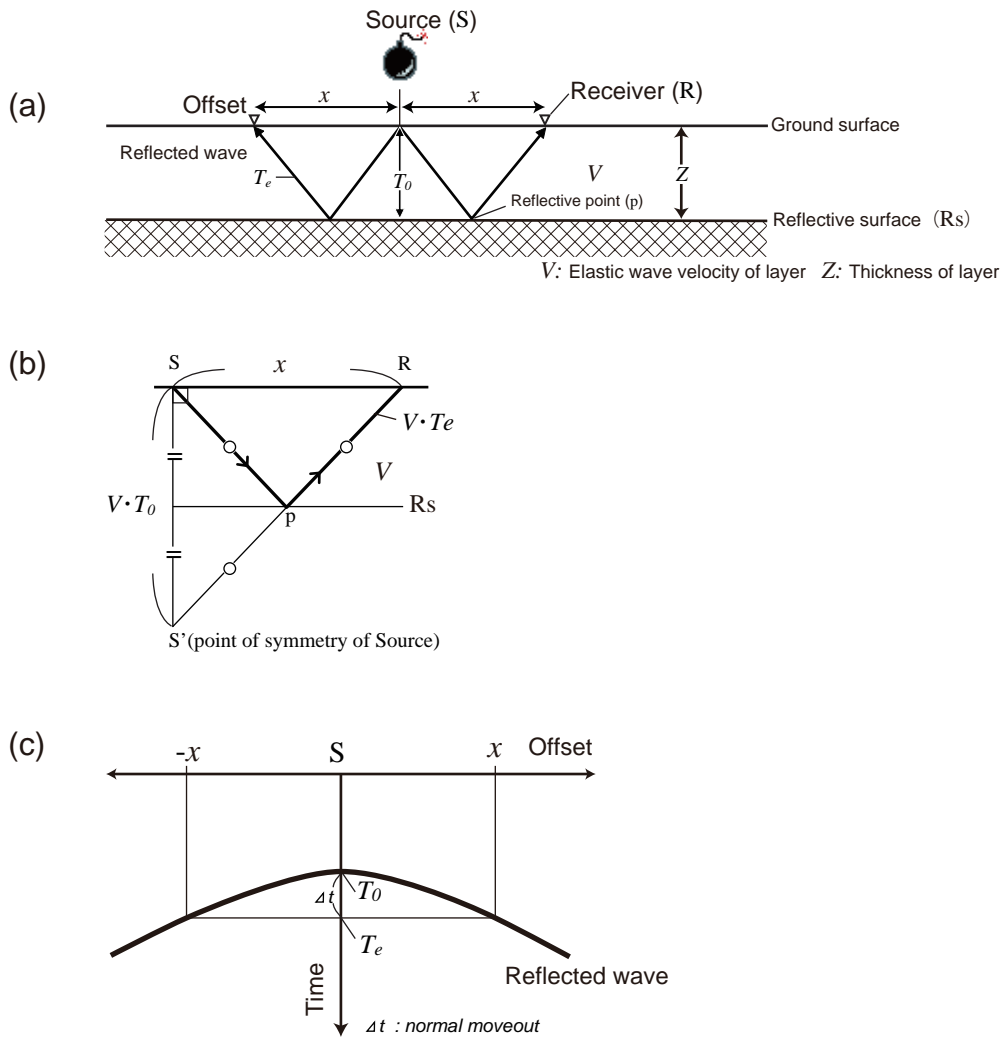 Source (S)
(a)
Offset
x
x
Receiver (R)
Ground surface
Reflected wave
Te
T0
V
Z
Reflective point (p)
Reflective surface（Rs）
V: Elastic wave velocity of layer Z: Thickness of layer
(b)
S
x
R
V・Te
V
V・T0
Rs
p
S'(point of symmetry of Source)
(c)
-x
S
x
Offset
T0
⊿t
Te
Reflected wave
Time
⊿t : normal moveout